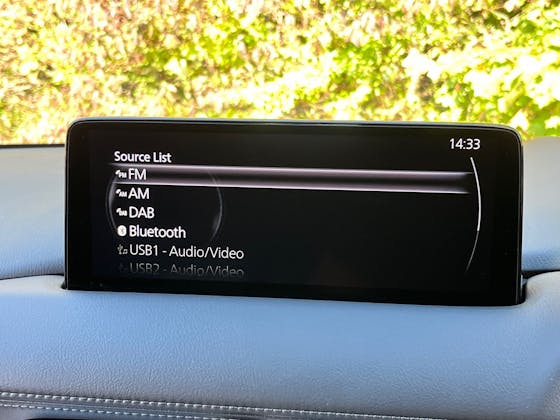 14:33
Source List
FM
AM
DAB
Bluetooth
USB1 - Audio/Video
USB2 - Audio/Video